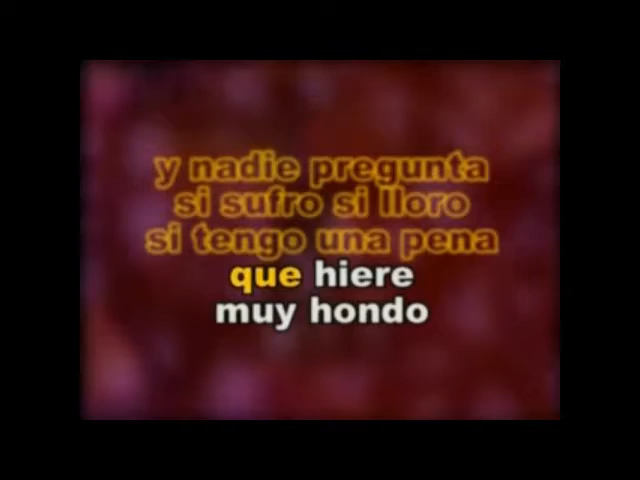 y nadie pregunta
si sufro si lloro
si tengo una pena
que hiere
muy hondo